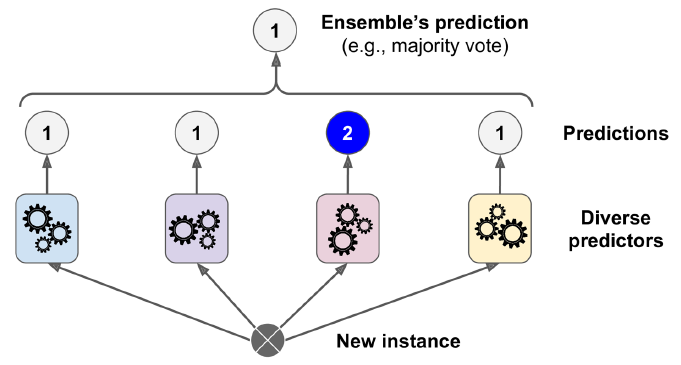 1
Ensemble’s prediction
(e.g., majority vote)
1 1 2 1
Predictions
Diverse
predictors
New instance